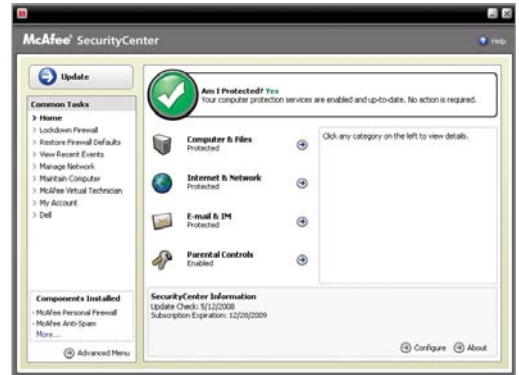 McAfee® SecurityCenter
Help
Update
Common Tasks
> Home
> Lockdown Firewall
> Restore Firewall Defaults
> View Recent Events
> Manage Network
> Maintain Computer
> McAfee Virtual Technician
> My Account
> Dell
Components Installed
- McAfee Personal Firewall
- McAfee Anti-Spam
More...
Advanced Menu
Am I Protected? Yes
Your computer protection services are enabled and up-to-date. No action is required.
Computer & Files
Protected
Internet & Network
Protected
E-mail & IM
Protected
Parental Controls
Enabled
Click any category on the left to view details.
SecurityCenter Information
Update Check: 5/12/2008
Subscription Expiration: 12/28/2009
Configure
About